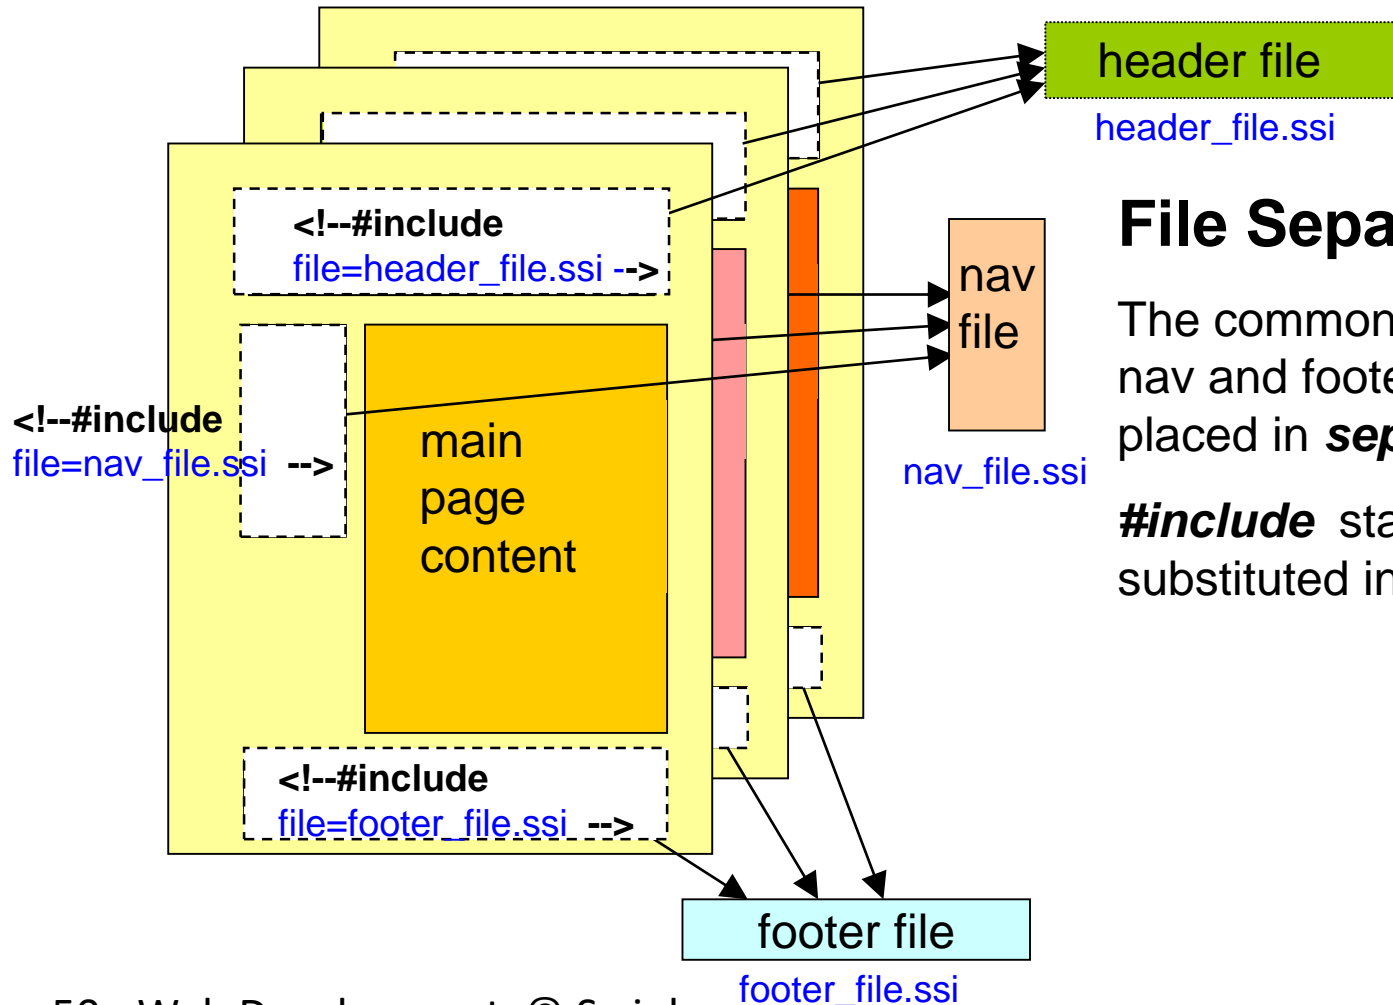 header file
header_file.ssi
<!--#include
file=header_file.ssi -->
File Sepa
nav
file
The common
nav and foote
placed in sep
nav_file.ssi
<!--#include
file=nav_file.ssi -->
main
page
content
#include sta
substituted in
<!--#include
file=footer_file.ssi -->
footer file
footer_file.ssi